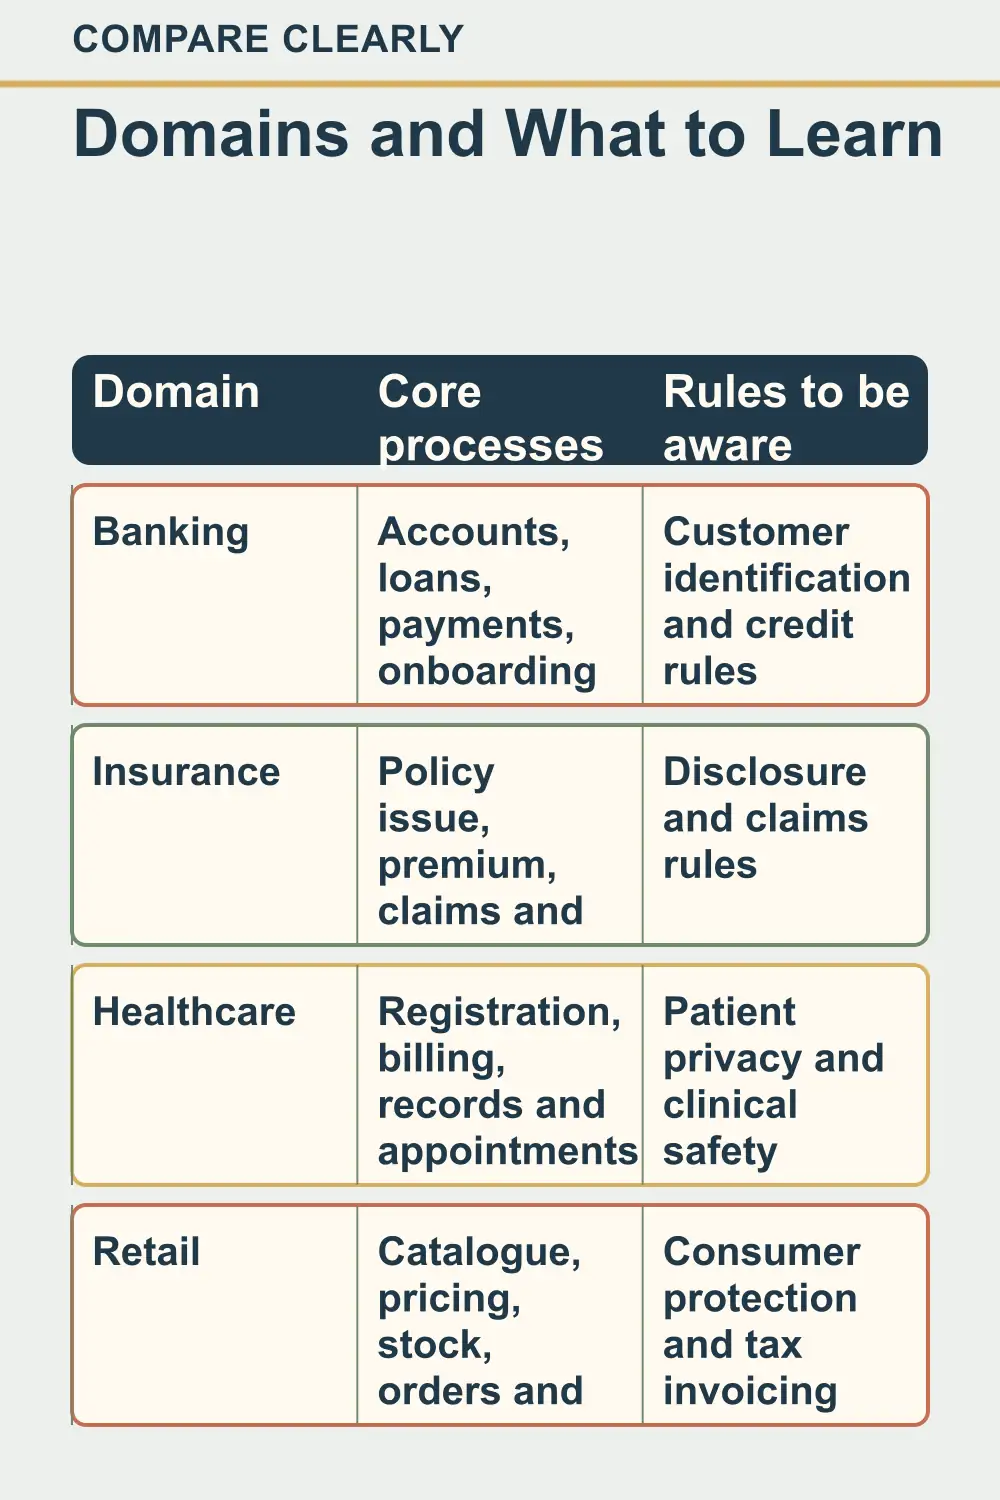 COMPARE CLEARLY
Domains and What to Learn
Domain
Core
processes
Rules to be
aware
Banking
Accounts,
loans,
payments,
onboarding
Customer
identification
and credit
rules
Insurance
Policy
issue,
premium,
claims and
Disclosure
and claims
rules
Healthcare
Registration,
billing,
records and
appointments
Patient
privacy and
clinical
safety
Retail
Catalogue,
pricing,
stock,
orders and
Consumer
protection
and tax
invoicing